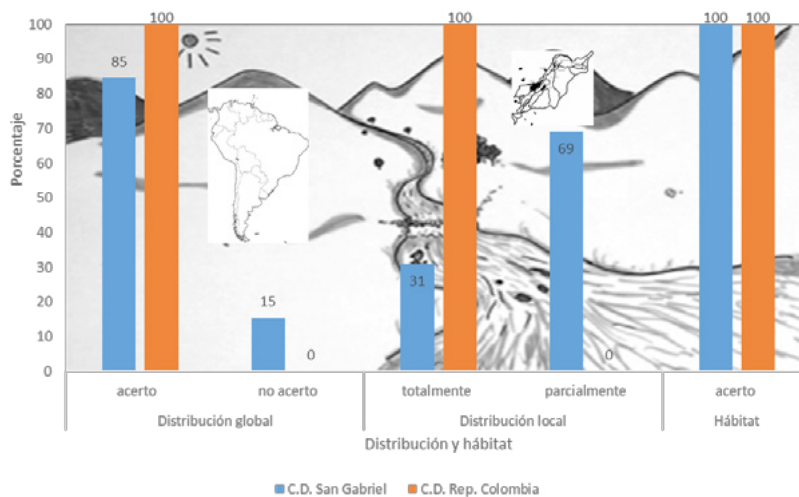 100
100
100 100
100
90
80
70
60
50
40
30
20
10
0
Porcentaje
85
15
0
31
69
0
acerto
no acerto
totalmente
parcialmente
acerto
Distribución global
Distribución local
Hábitat
Distribución y hábitat
C.D. San Gabriel
C.D. Rep. Colombia